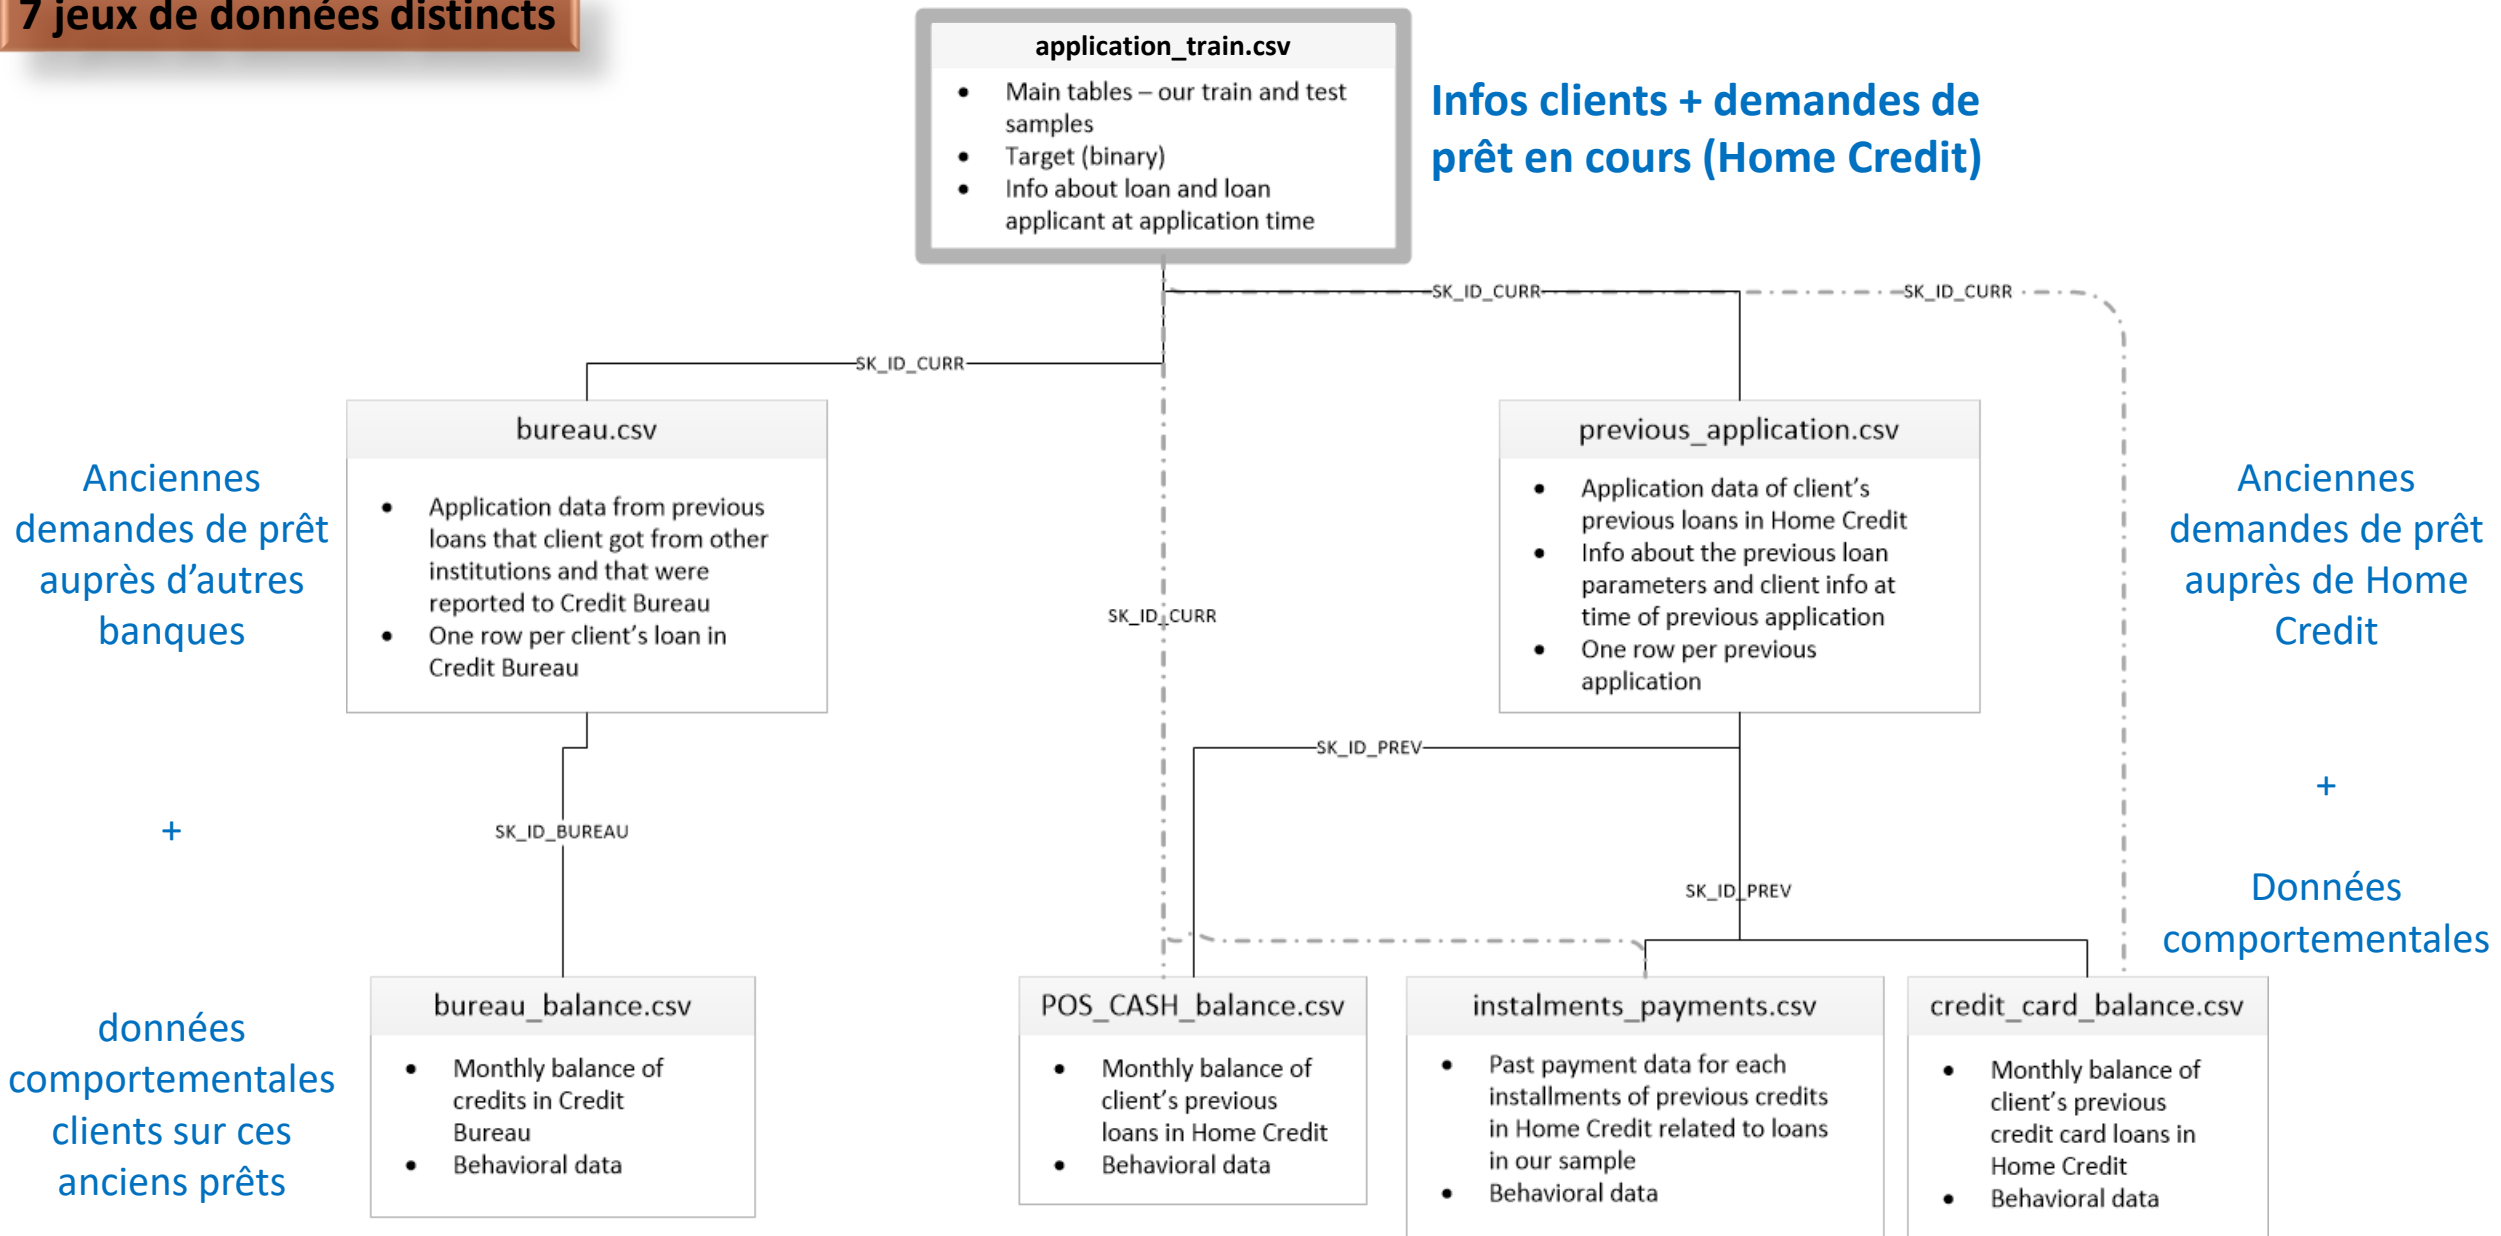 7 jeux de données distincts
application_train.csv
• Main tables – our train and test
samples
• Target (binary)
• Info about loan and loan
applicant at application time
Infos clients + demandes de
prêt en cours (Home Credit)
SK_ID_CURR
SK_ID_CURR
SK_ID_CURR
Anciennes
demandes de prêt
auprès d’autres
banques
+
données
comportementales
clients sur ces
anciens prêts
bureau.csv
• Application data from previous
loans that client got from other
institutions and that were
reported to Credit Bureau
• One row per client’s loan in
Credit Bureau
SK_ID_CURR
previous_application.csv
• Application data of client’s
previous loans in Home Credit
• Info about the previous loan
parameters and client info at
time of previous application
• One row per previous
application
Anciennes
demandes de prêt
auprès de Home
Credit
+
Données
comportementales
SK_ID_PREV
SK_ID_BUREAU
SK_ID_PREV
bureau_balance.csv
• Monthly balance of
credits in Credit
Bureau
• Behavioral data
POS_CASH_balance.csv
• Monthly balance of
client’s previous
loans in Home Credit
• Behavioral data
instalments_payments.csv
• Past payment data for each
installments of previous credits
in Home Credit related to loans
in our sample
• Behavioral data
credit_card_balance.csv
• Monthly balance of
client’s previous
credit card loans in
Home Credit
• Behavioral data